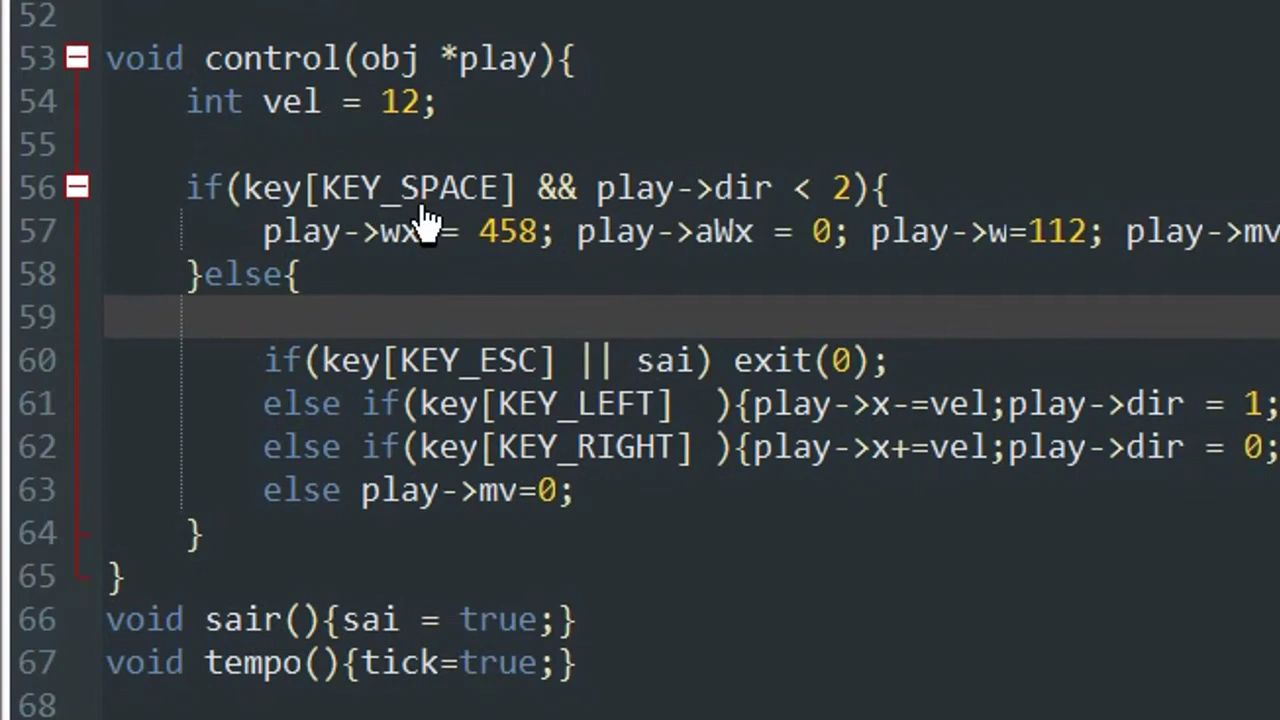 52
53 void control(obj *play){
54 int vel = 12;
55
56 if(key[KEY_SPACE] && play->dir < 2){
57 play->wx = 458; play->aWx = 0; play->w=112; play->mv
58 }else{
59
60 if(key[KEY_ESC] || sai) exit(0);
61 else if(key[KEY_LEFT]  ){play->x-=vel;play->dir = 1;
62 else if(key[KEY_RIGHT] ){play->x+=vel;play->dir = 0;
63 else play->mv=0;
64 }
65 }
66 void sair(){sai = true;}
67 void tempo(){tick=true;}
68